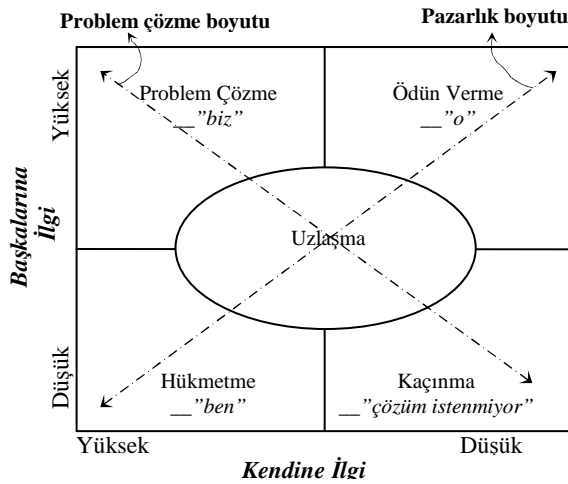 Problem çözme boyutu
Pazarlık boyutu
Yüksek
Problem Çözme
__”biz”
Ödün Verme
__”o”
Başkalarına
İlgi
Uzlaşma
Düşük
Hükmetme
__”ben”
Kaçınma
__”çözüm istenmiyor”
Yüksek
Düşük
Kendine İlgi